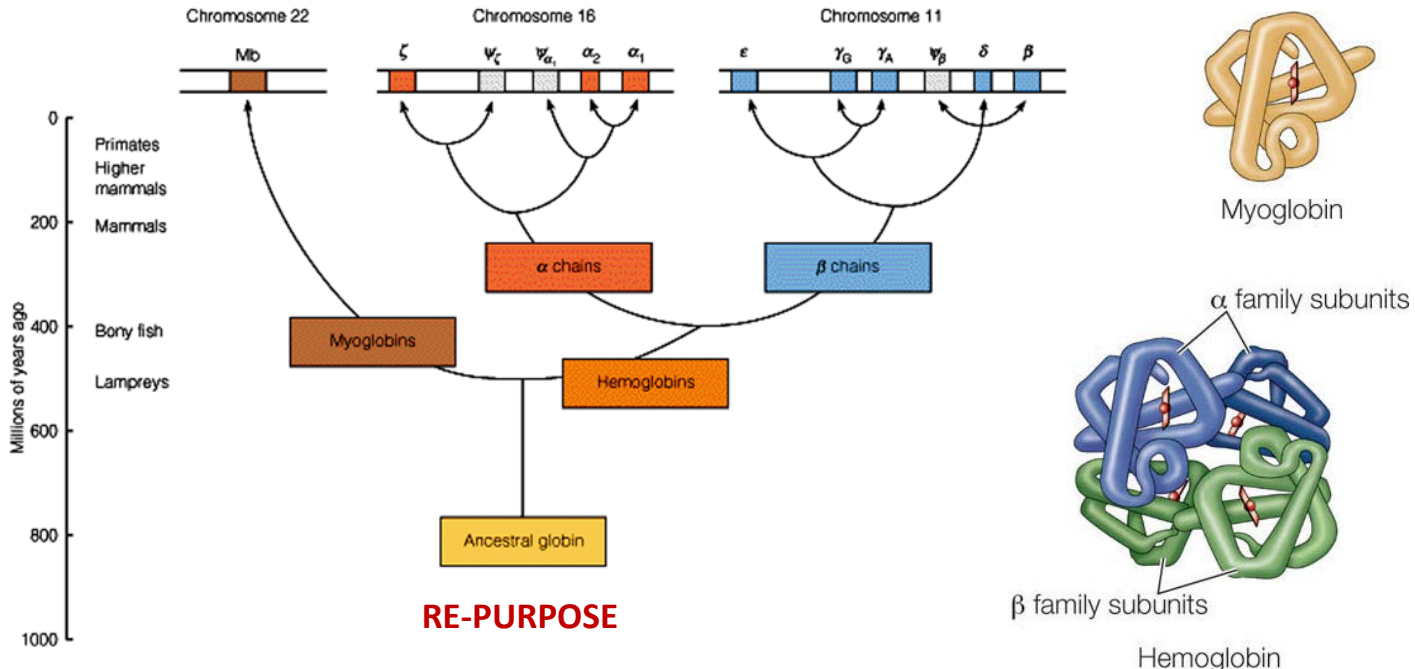 Chromosome 22
Chromosome 16
Chromosome 11
Mb
ζ
Ψζ
Ψα₁
α₂
α₁
ε
γG
γA
Ψβ
δ
β
0
200
400
600
800
1000
Millions of years ago
Primates
Higher
mammals
Mammals
Bony fish
Lampreys
α chains
β chains
Myoglobins
Hemoglobins
Ancestral globin
RE-PURPOSE
Myoglobin
α family subunits
β family subunits
Hemoglobin